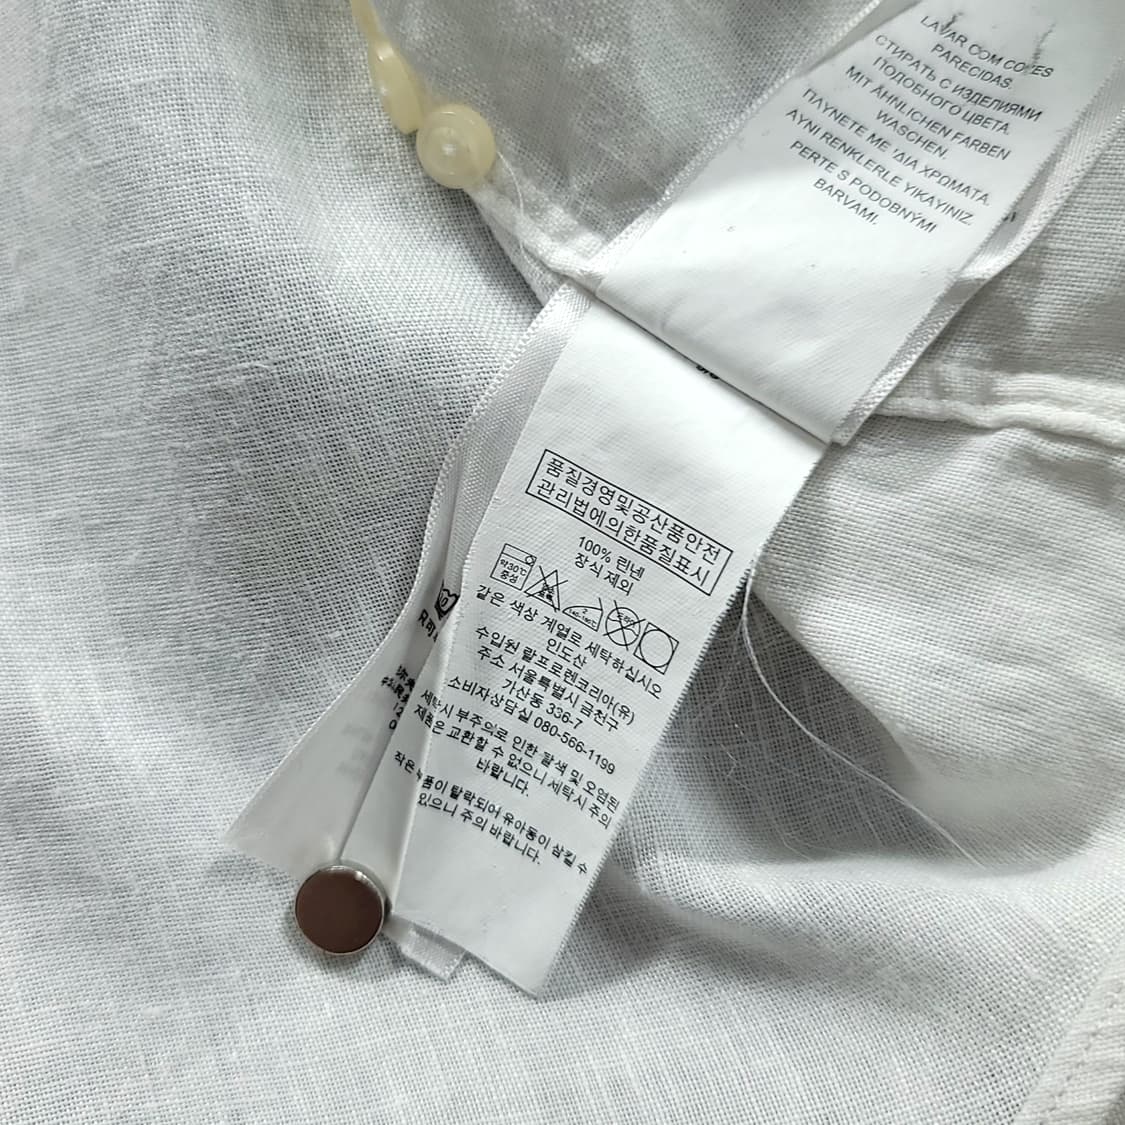 LAVAR COM CORES
PARECIDAS.
СТИРАТЬ С ИЗДЕЛИЯМИ
ПОДОБНОГО ЦВЕТА.
MIT ÄHNLICHEN FARBEN
WASCHEN.
ΠΛΥΝΕΤΕ ΜΕ ΊΔΙΑ ΧΡΩΜΑΤΑ.
AYNI RENKLERLE YIKAYINIZ.
PERTE S PODOBNÝMI
BARVAMI.
품질경영및공산품안전
관리법에의한품질표시
100% 린넨
장식 제외
약30℃
중성
같은 색상 계열로 세탁하십시오
인도산
수입원 랄프로렌코리아(유)
주소 서울특별시 금천구
가산동 336-7
소비자상담실 080-566-1199
세탁시 부주의로 인한 탈색 및 오염된
제품은 교환할 수 없으니 세탁시 주의
바랍니다.
작은 부품이 탈락되어 유아동이 삼킬 수
있으니 주의 바랍니다.